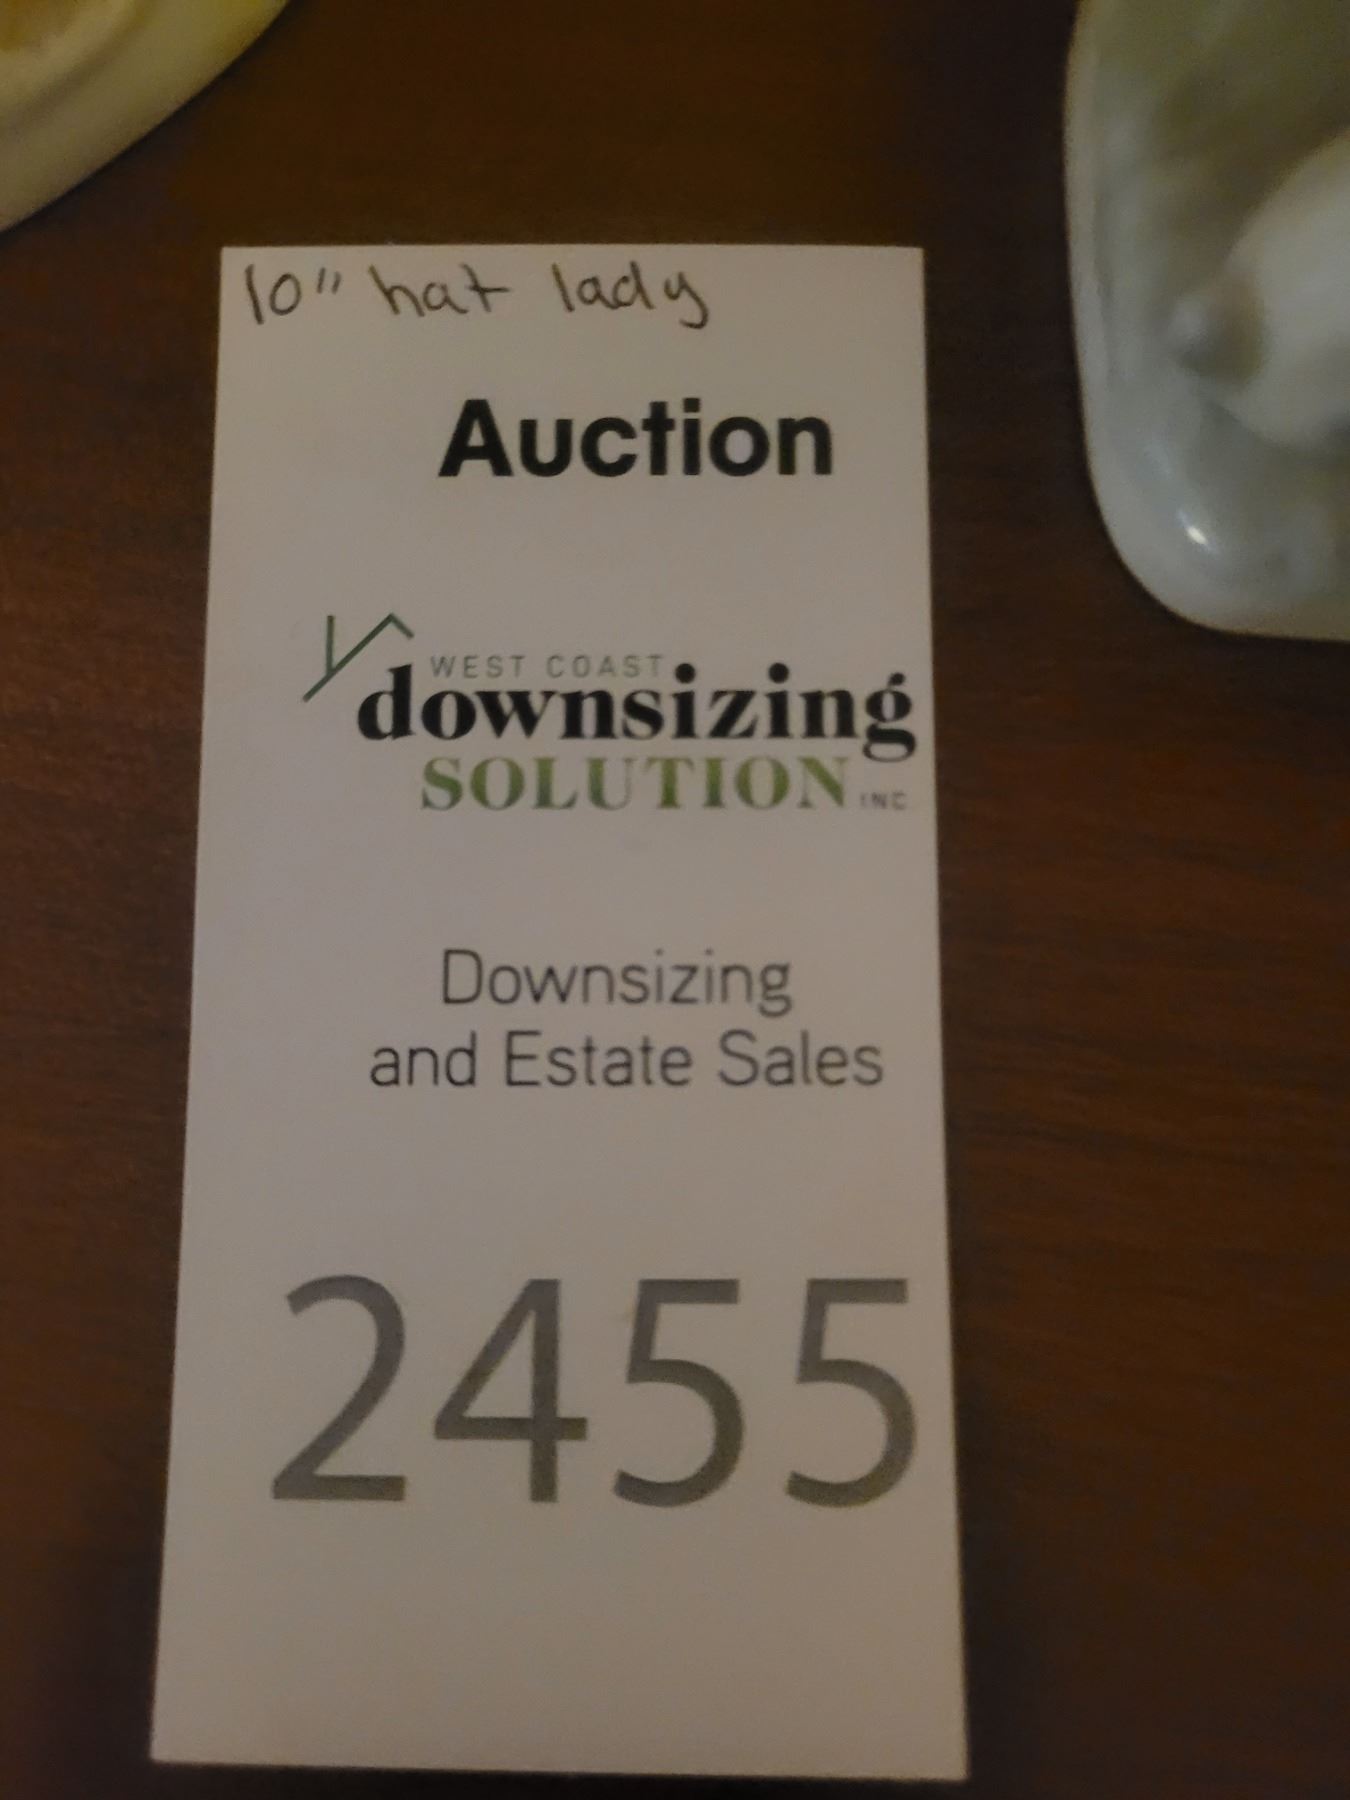 10" hat lady
Auction
WEST COAST
downsizing
SOLUTION INC
Downsizing
and Estate Sales
2455